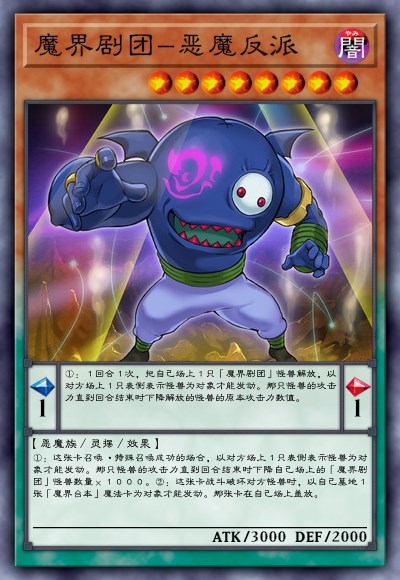 魔界剧团-恶魔反派
やみ
闇
①：1回合1次，把自己场上1只「魔界剧团」怪兽解放，以
对方场上1只表侧表示怪兽为对象才能发动。那只怪兽的攻击
力直到回合结束时下降解放的怪兽的原本攻击力数值。
1
1
【恶魔族／灵摆／效果】
①：这张卡召唤·特殊召唤成功的场合，以对方场上1只表侧表示怪兽为对
象才能发动。那只怪兽的攻击力直到回合结束时下降自己场上的「魔界剧
团」怪兽数量×1000。②：这张卡战斗破坏对方怪兽时，以自己墓地1
张「魔界台本」魔法卡为对象才能发动。那张卡在自己场上盖放。
ATK/3000 DEF/2000